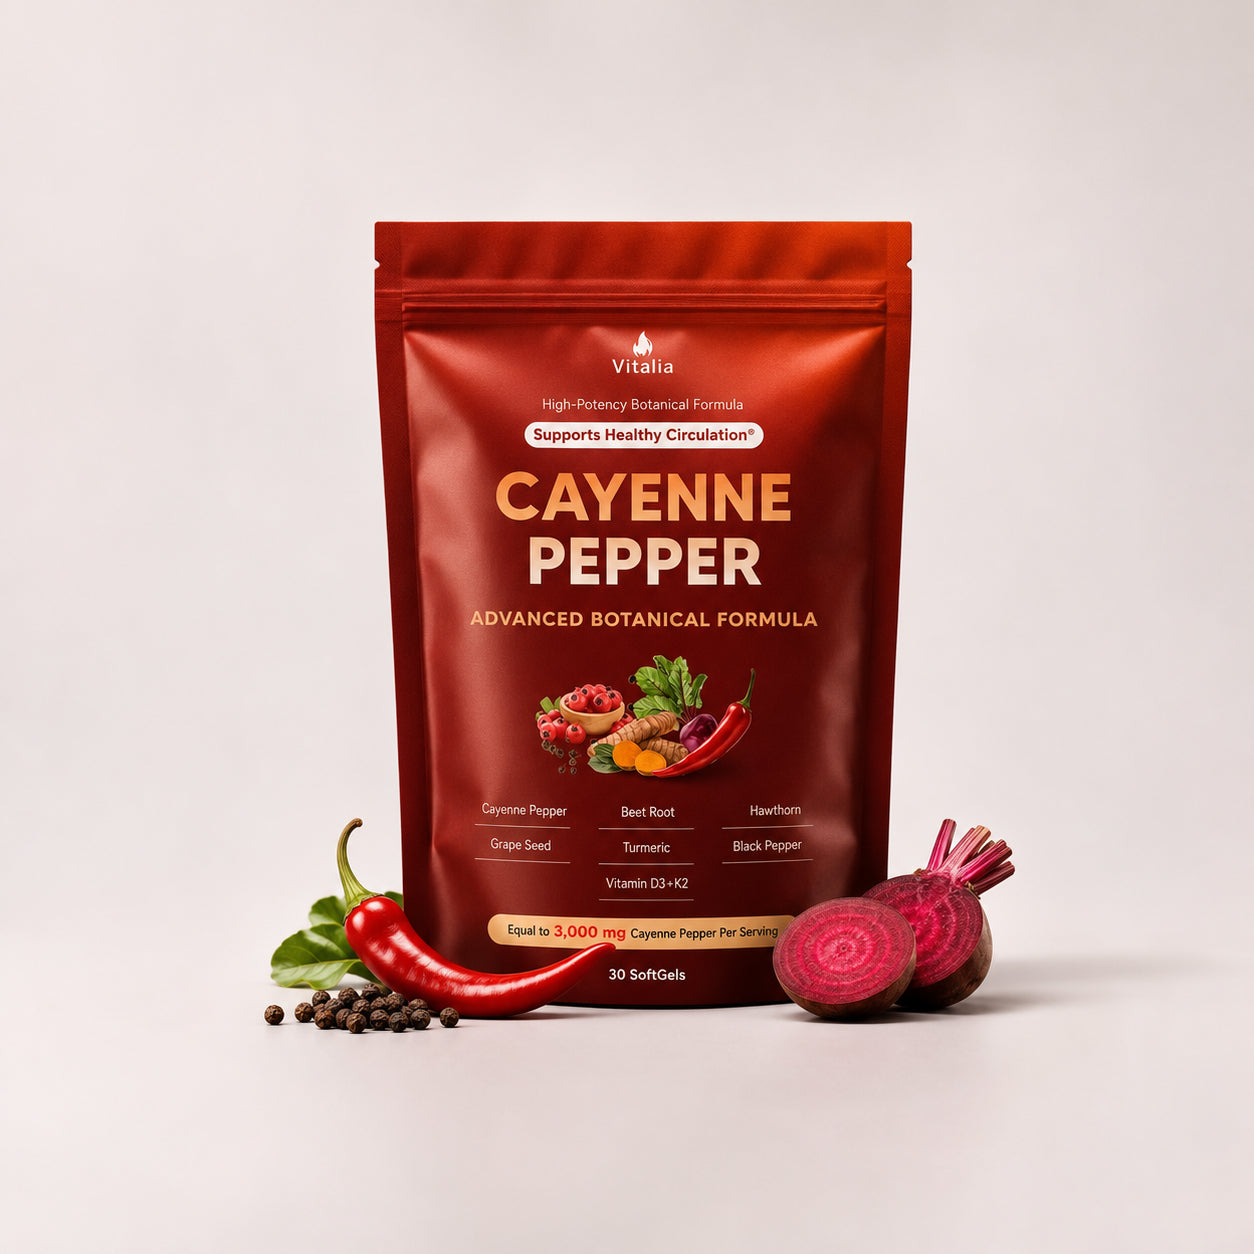 Vitalia
High-Potency Botanical Formula
Supports Healthy Circulation®
CAYENNE
PEPPER
ADVANCED BOTANICAL FORMULA
Cayenne Pepper
Beet Root
Hawthorn
Grape Seed
Turmeric
Black Pepper
Vitamin D3+K2
Equal to 3,000 mg Cayenne Pepper Per Serving
30 SoftGels